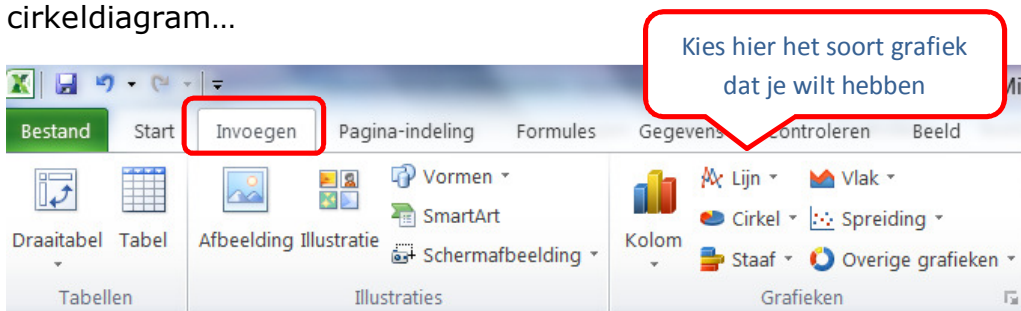 cirkeldiagram…
Kies hier het soort grafiek
dat je wilt hebben
Mi
Bestand Start Invoegen Pagina-indeling Formules Gegevens Controleren Beeld
Vormen Lijn Vlak
SmartArt Cirkel Spreiding
Draaitabel Tabel Afbeelding Illustratie Schermafbeelding Kolom Staaf Overige grafieken
Tabellen Illustraties Grafieken